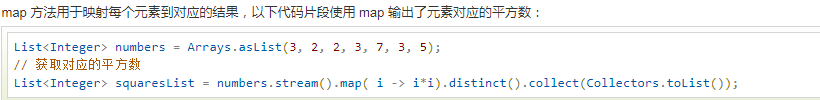 map 方法用于映射每个元素到对应的结果，以下代码片段使用 map 输出了元素对应的平方数：
List<Integer> numbers = Arrays.asList(3, 2, 2, 3, 7, 3, 5);
// 获取对应的平方数
List<Integer> squaresList = numbers.stream().map( i -> i*i).distinct().collect(Collectors.toList());